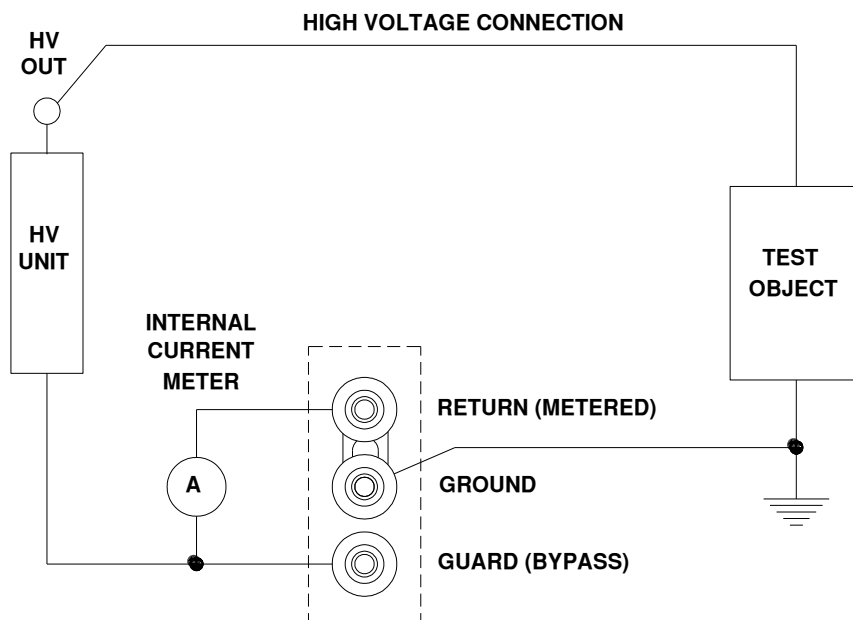 HIGH VOLTAGE CONNECTION
HV
OUT
HV
UNIT
TEST
OBJECT
INTERNAL
CURRENT
METER
RETURN (METERED)
A
GROUND
GUARD (BYPASS)